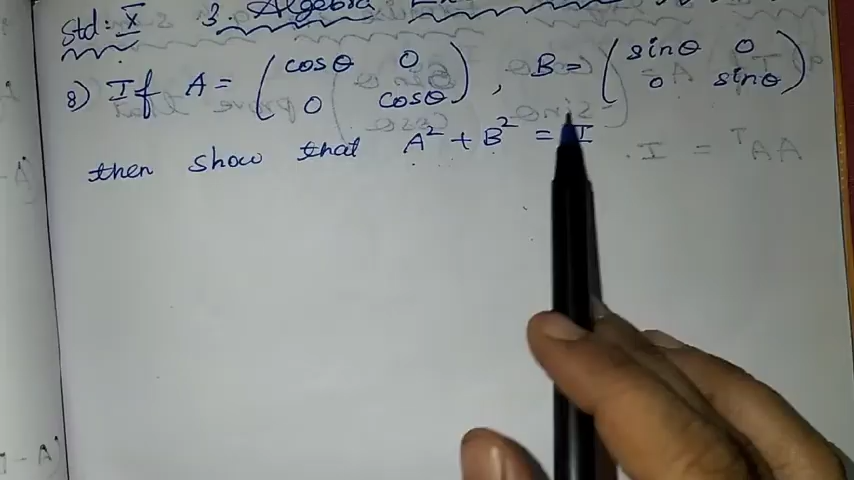 Std: X 3. Algebra
8) If A = ( cosθ 0 ) , B = ( sinθ 0 )
( 0 cosθ ) ( 0 sinθ )
then show that A² + B² = I